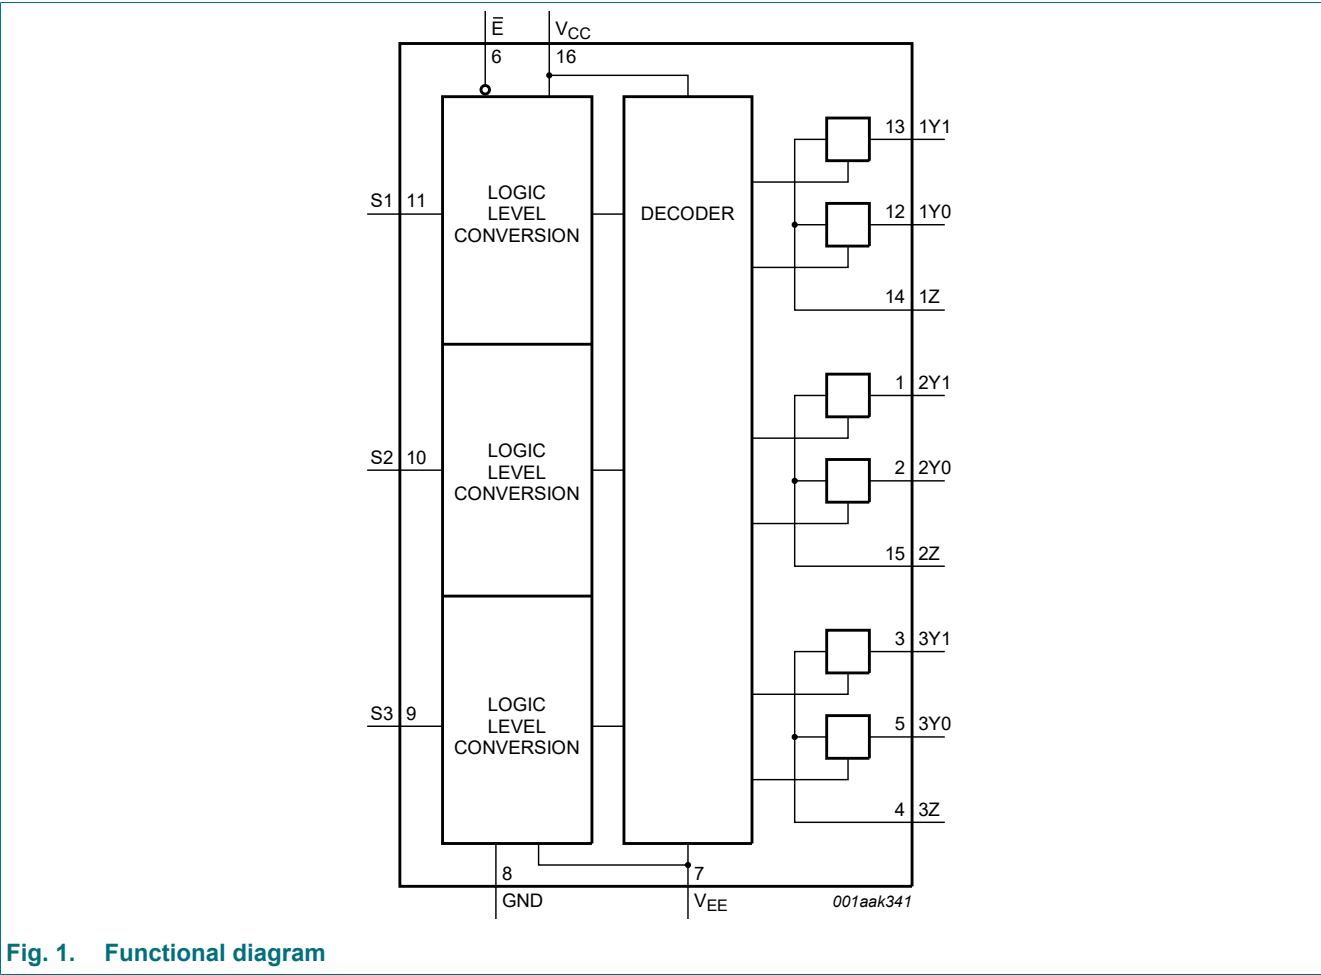 E̅ VCC
6 16
13 1Y1
S1 11
LOGIC
LEVEL
CONVERSION
DECODER
12 1Y0
14 1Z
1 2Y1
S2 10
LOGIC
LEVEL
CONVERSION
2 2Y0
15 2Z
3 3Y1
S3 9
LOGIC
LEVEL
CONVERSION
5 3Y0
4 3Z
8 7
GND VEE 001aak341
Fig. 1. Functional diagram